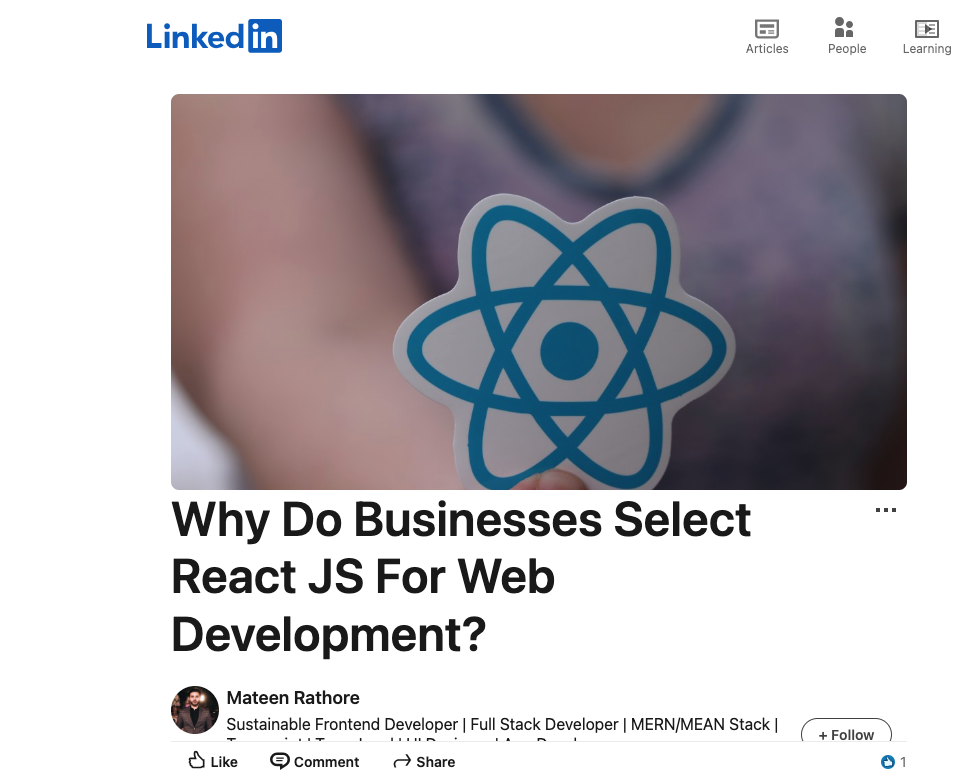 Linkedin
Articles
People
Learning
Why Do Businesses Select
React JS For Web
Development?
Mateen Rathore
Sustainable Frontend Developer | Full Stack Developer | MERN/MEAN Stack |
+ Follow
Like
Comment
Share
1